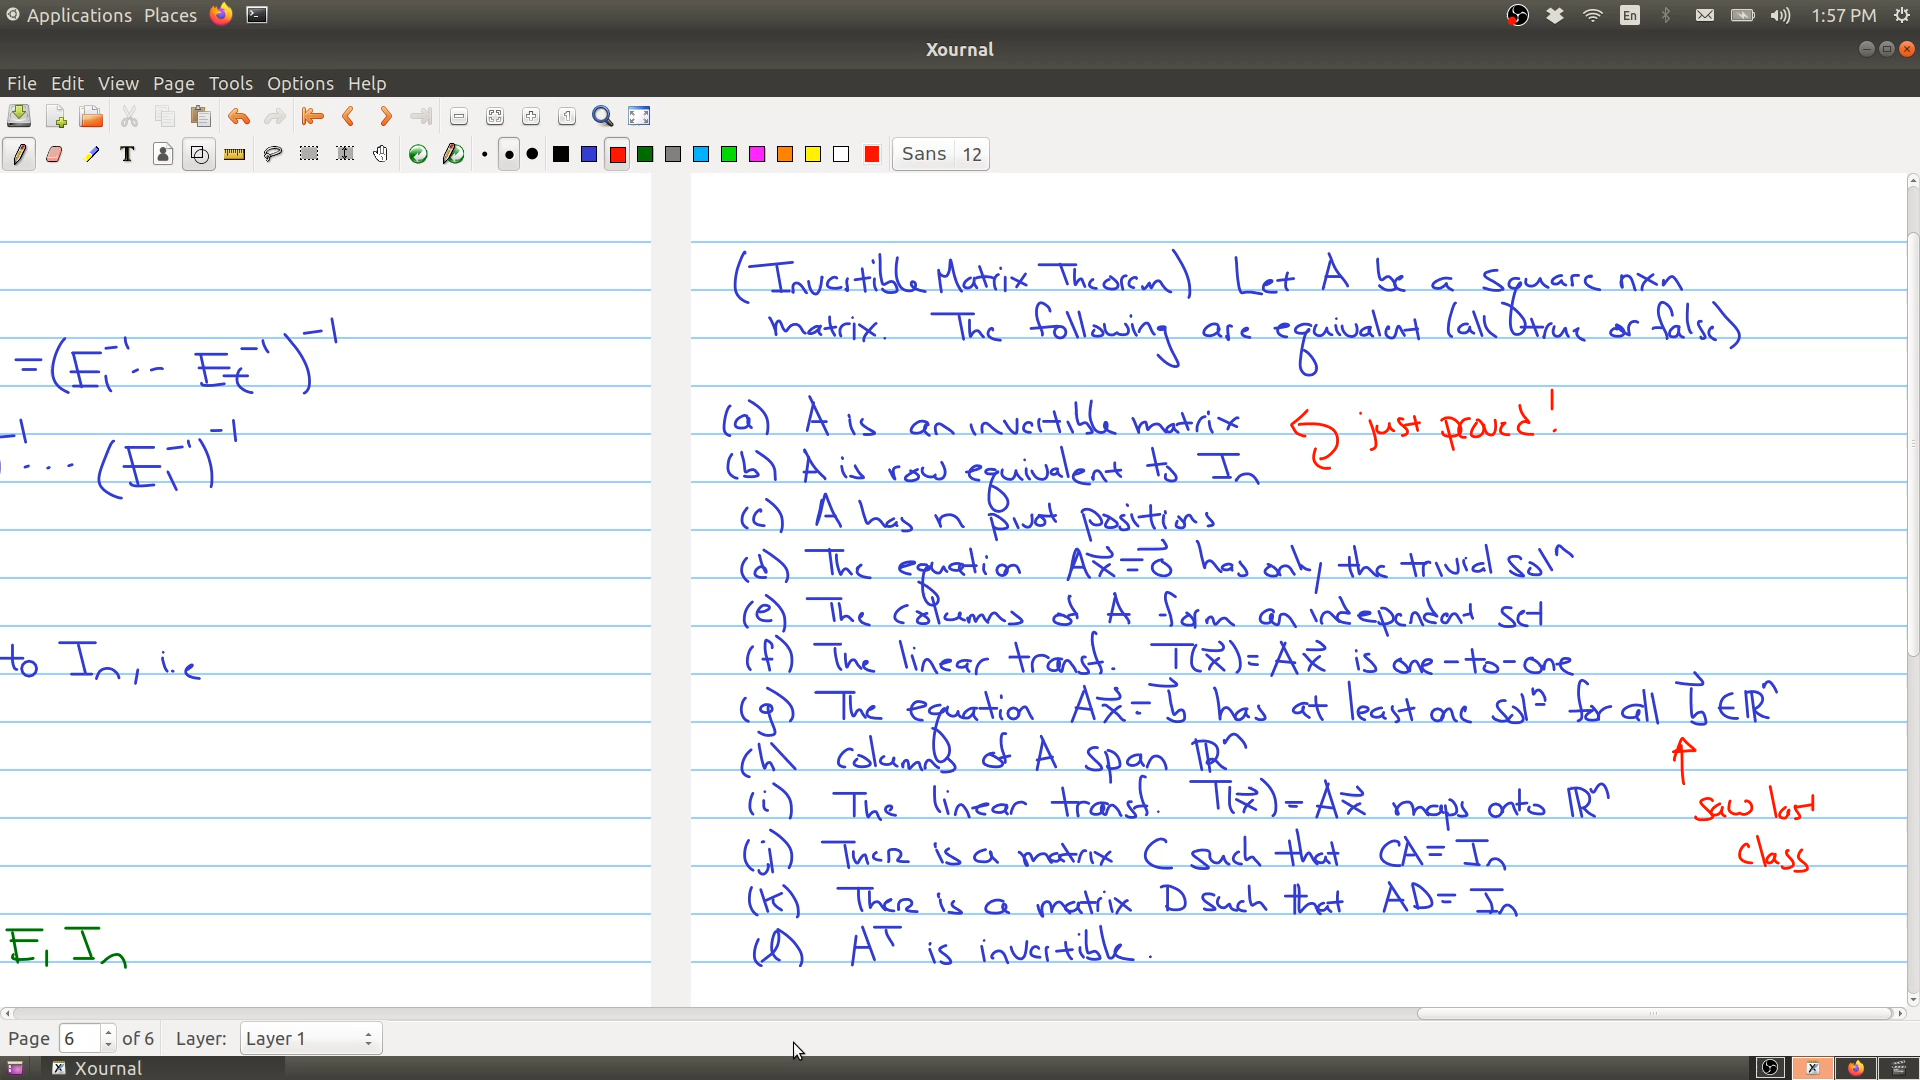 Applications Places En 1:57 PM
Xournal
File Edit View Page Tools Options Help
T Sans 12
= (E₁⁻¹ ··· E_t⁻¹)⁻¹
⁻¹ ··· (E₁⁻¹)⁻¹
to Iₙ, i.e
E₁ Iₙ
(Invertible Matrix Theorem) Let A be a square nxn
matrix. The following are equivalent (all true or false)
(a) A is an invertible matrix just proved!
(b) A is row equivalent to Iₙ
(c) A has n pivot positions
(d) The equation Ax⃗=0⃗ has only the trivial solⁿ
(e) The columns of A form an independent set
(f) The linear transf. T(x⃗)=Ax⃗ is one-to-one
(g) The equation Ax⃗=b⃗ has at least one solⁿ for all b⃗∈ℝⁿ
(h) columns of A span ℝⁿ
(i) The linear transf. T(x⃗)=Ax⃗ maps onto ℝⁿ saw last
(j) There is a matrix C such that CA=Iₙ class
(k) There is a matrix D such that AD=Iₙ
(l) Aᵀ is invertible.
Page 6 of 6 Layer: Layer 1
Xournal